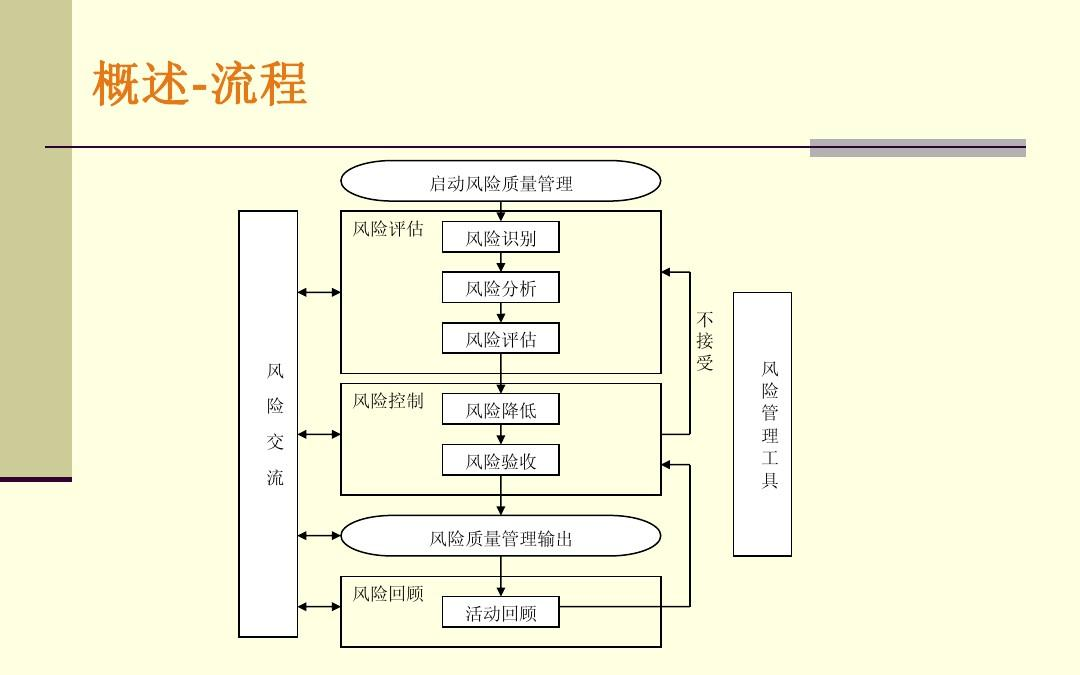 概述-流程
启动风险质量管理
风险评估
风险识别
风险分析
风险评估
不接受
风险交流
风险管理工具
风险控制
风险降低
风险验收
风险质量管理输出
风险回顾
活动回顾